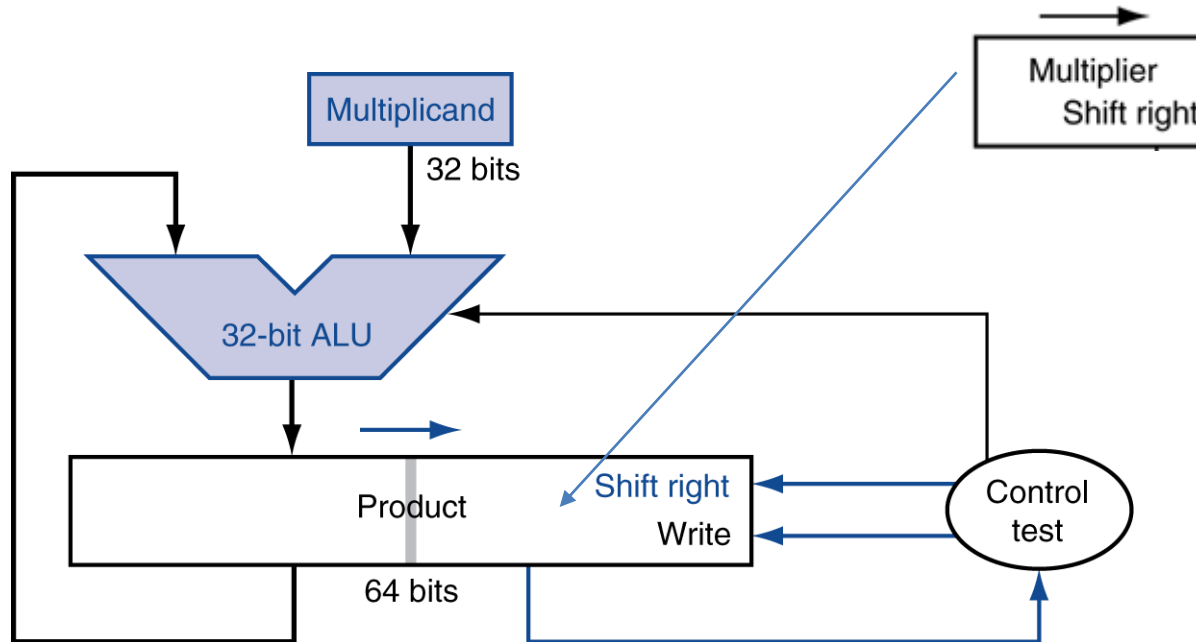 Multiplier
Shift right
Multiplicand
32 bits
32-bit ALU
Product
Shift right
Write
64 bits
Control
test